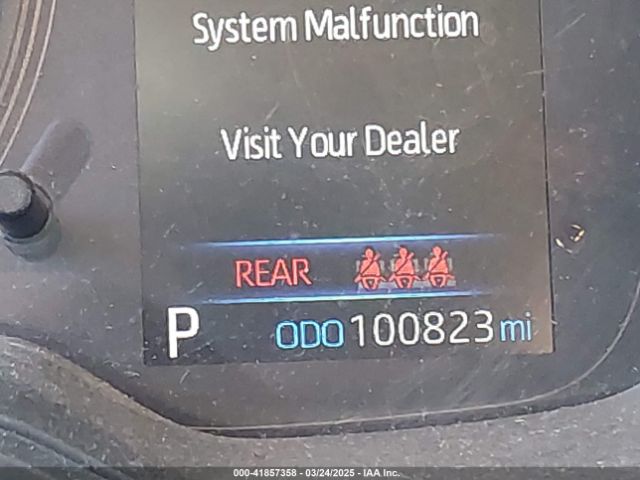 System Malfunction
Visit Your Dealer
REAR
P ODO 100823 mi
000-41857358 - 03/24/2025 - IAA Inc.